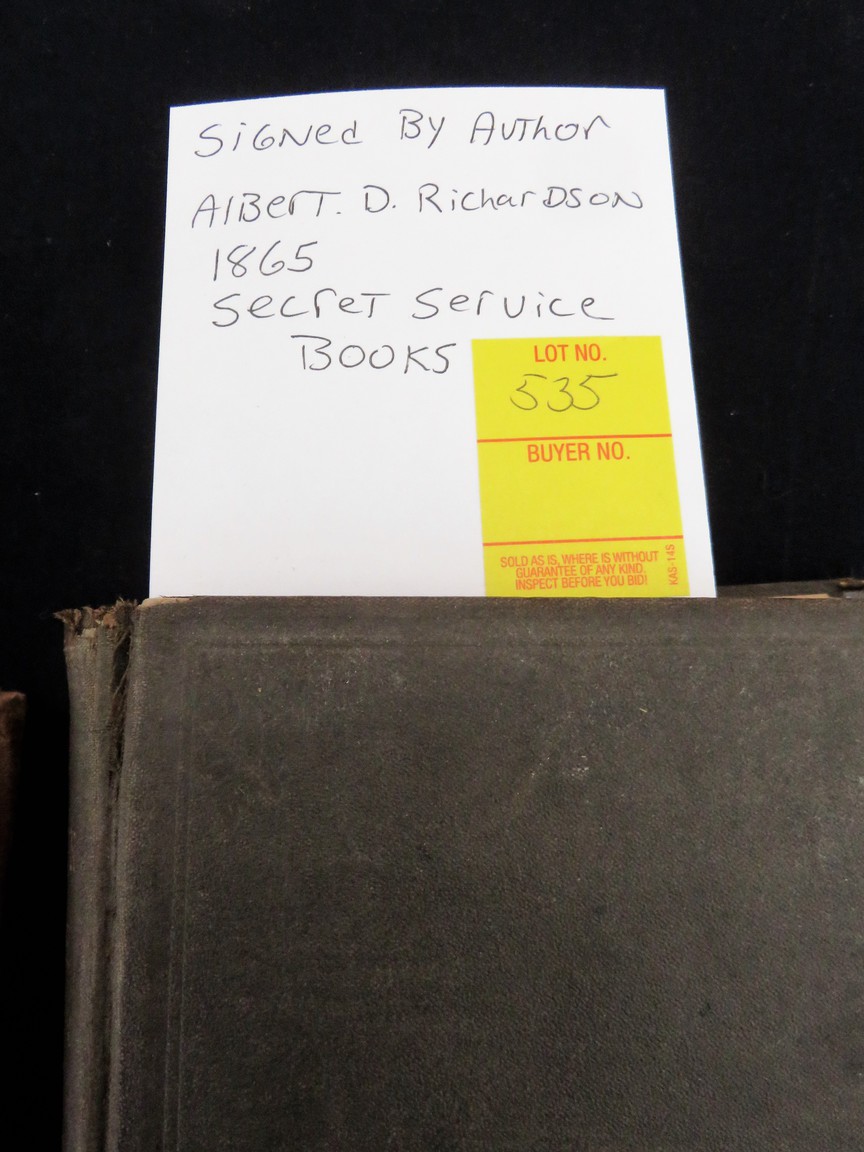 SiGNed By AuThor
AlBerT. D. RicharDSoN
1865
SecreT Service
BOOKS
LOT NO.
535
BUYER NO.
SOLD AS IS, WHERE IS WITHOUT
GUARANTEE OF ANY KIND.
INSPECT BEFORE YOU BID!
KAS-14S